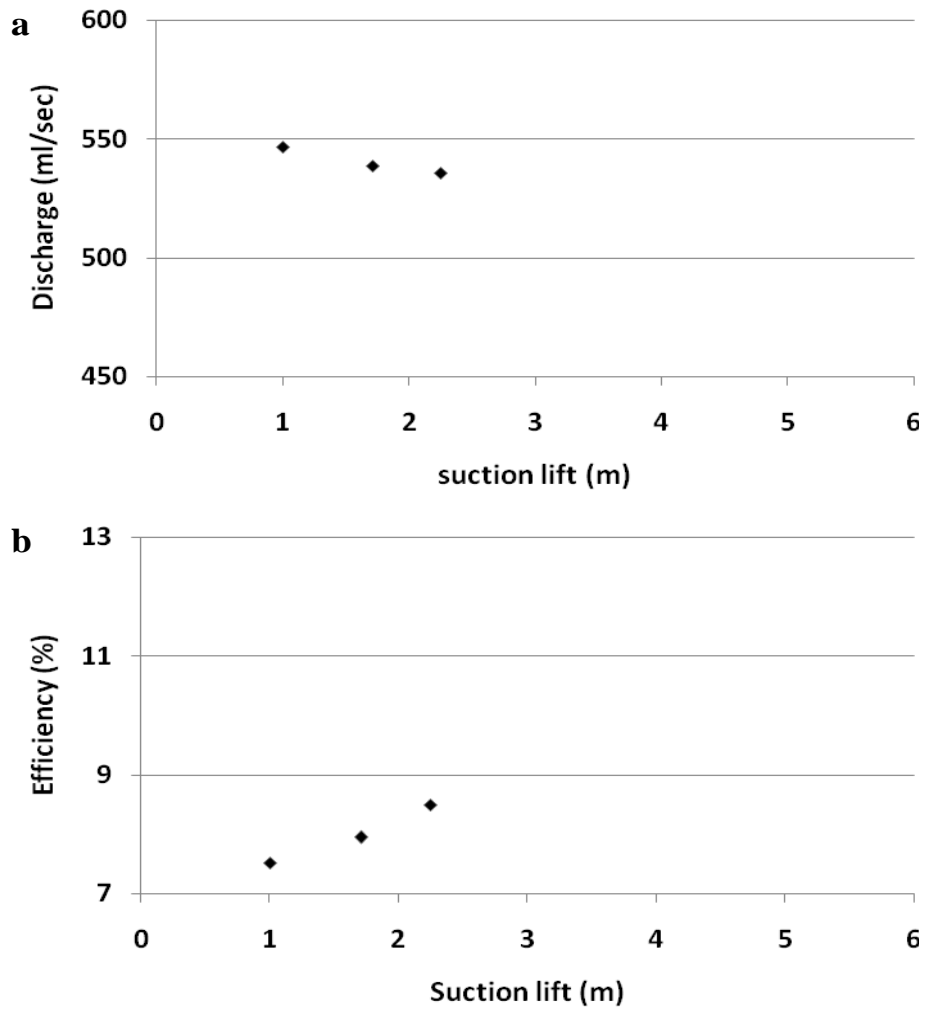 a
600
550
500
450
Discharge (ml/sec)
0 1 2 3 4 5 6
suction lift (m)
b
13
11
9
7
Efficiency (%)
0 1 2 3 4 5 6
Suction lift (m)